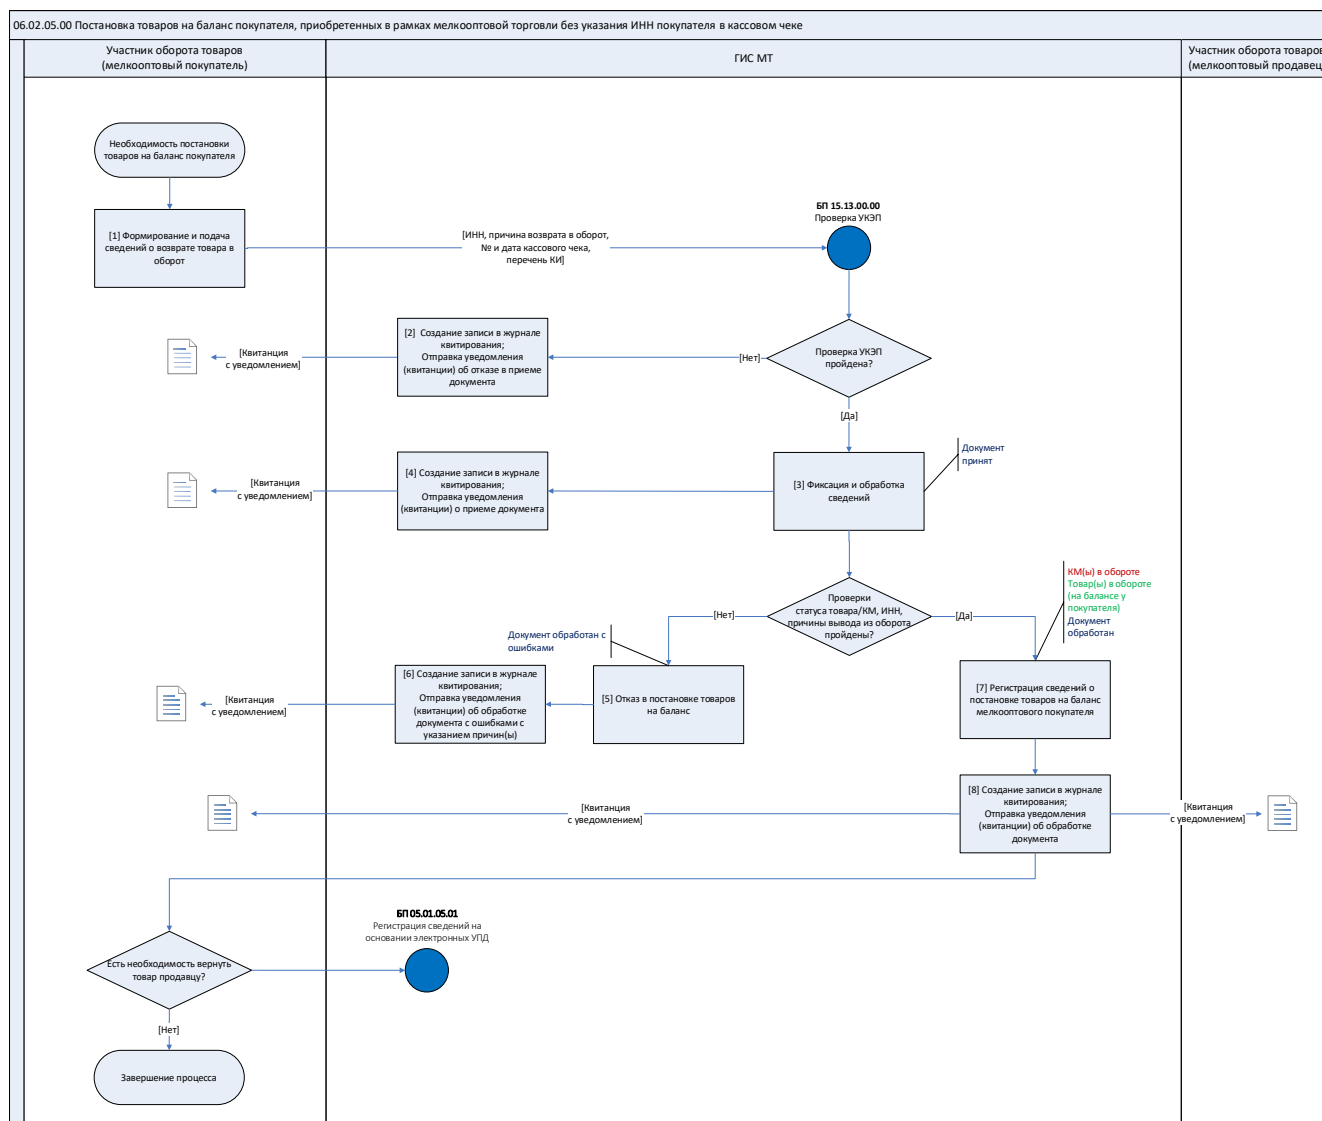 06.02.05.00 Постановка товаров на баланс покупателя, приобретенных в рамках мелкооптовой торговли без указания ИНН покупателя в кассовом чеке
Участник оборота товаров
(мелкооптовый покупатель)
ГИС МТ
Участник оборота товаров
(мелкооптовый продавец
Необходимость постановки
товаров на баланс покупателя
[1] Формирование и подача
сведений о возврате товара в
оборот
[ИНН, причина возврата в оборот,
№ и дата кассового чека,
перечень КИ]
БП 15.13.00.00
Проверка УКЭП
Проверка УКЭП
пройдена?
[Нет]
[2] Создание записи в журнале
квитирования;
Отправка уведомления
(квитанции) об отказе в приеме
документа
[Квитанция
с уведомлением]
[Да]
[3] Фиксация и обработка
сведений
Документ
принят
[4] Создание записи в журнале
квитирования;
Отправка уведомления
(квитанции) о приеме документа
[Квитанция
с уведомлением]
Проверки
статуса товара/КМ, ИНН,
причины вывода из оборота
пройдены?
[Нет]
[Да]
КМ(ы) в обороте
Товар(ы) в обороте
(на балансе у
покупателя)
Документ
обработан
Документ обработан с
ошибками
[5] Отказ в постановке товаров
на баланс
[6] Создание записи в журнале
квитирования;
Отправка уведомления
(квитанции) об обработке
документа с ошибками с
указанием причин(ы)
[Квитанция
с уведомлением]
[7] Регистрация сведений о
постановке товаров на баланс
мелкооптового покупателя
[8] Создание записи в журнале
квитирования;
Отправка уведомления
(квитанции) об обработке
документа
[Квитанция
с уведомлением]
[Квитанция
с уведомлением]
Есть необходимость вернуть
товар продавцу?
БП 05.01.05.01
Регистрация сведений на
основании электронных УПД
[Нет]
Завершение процесса